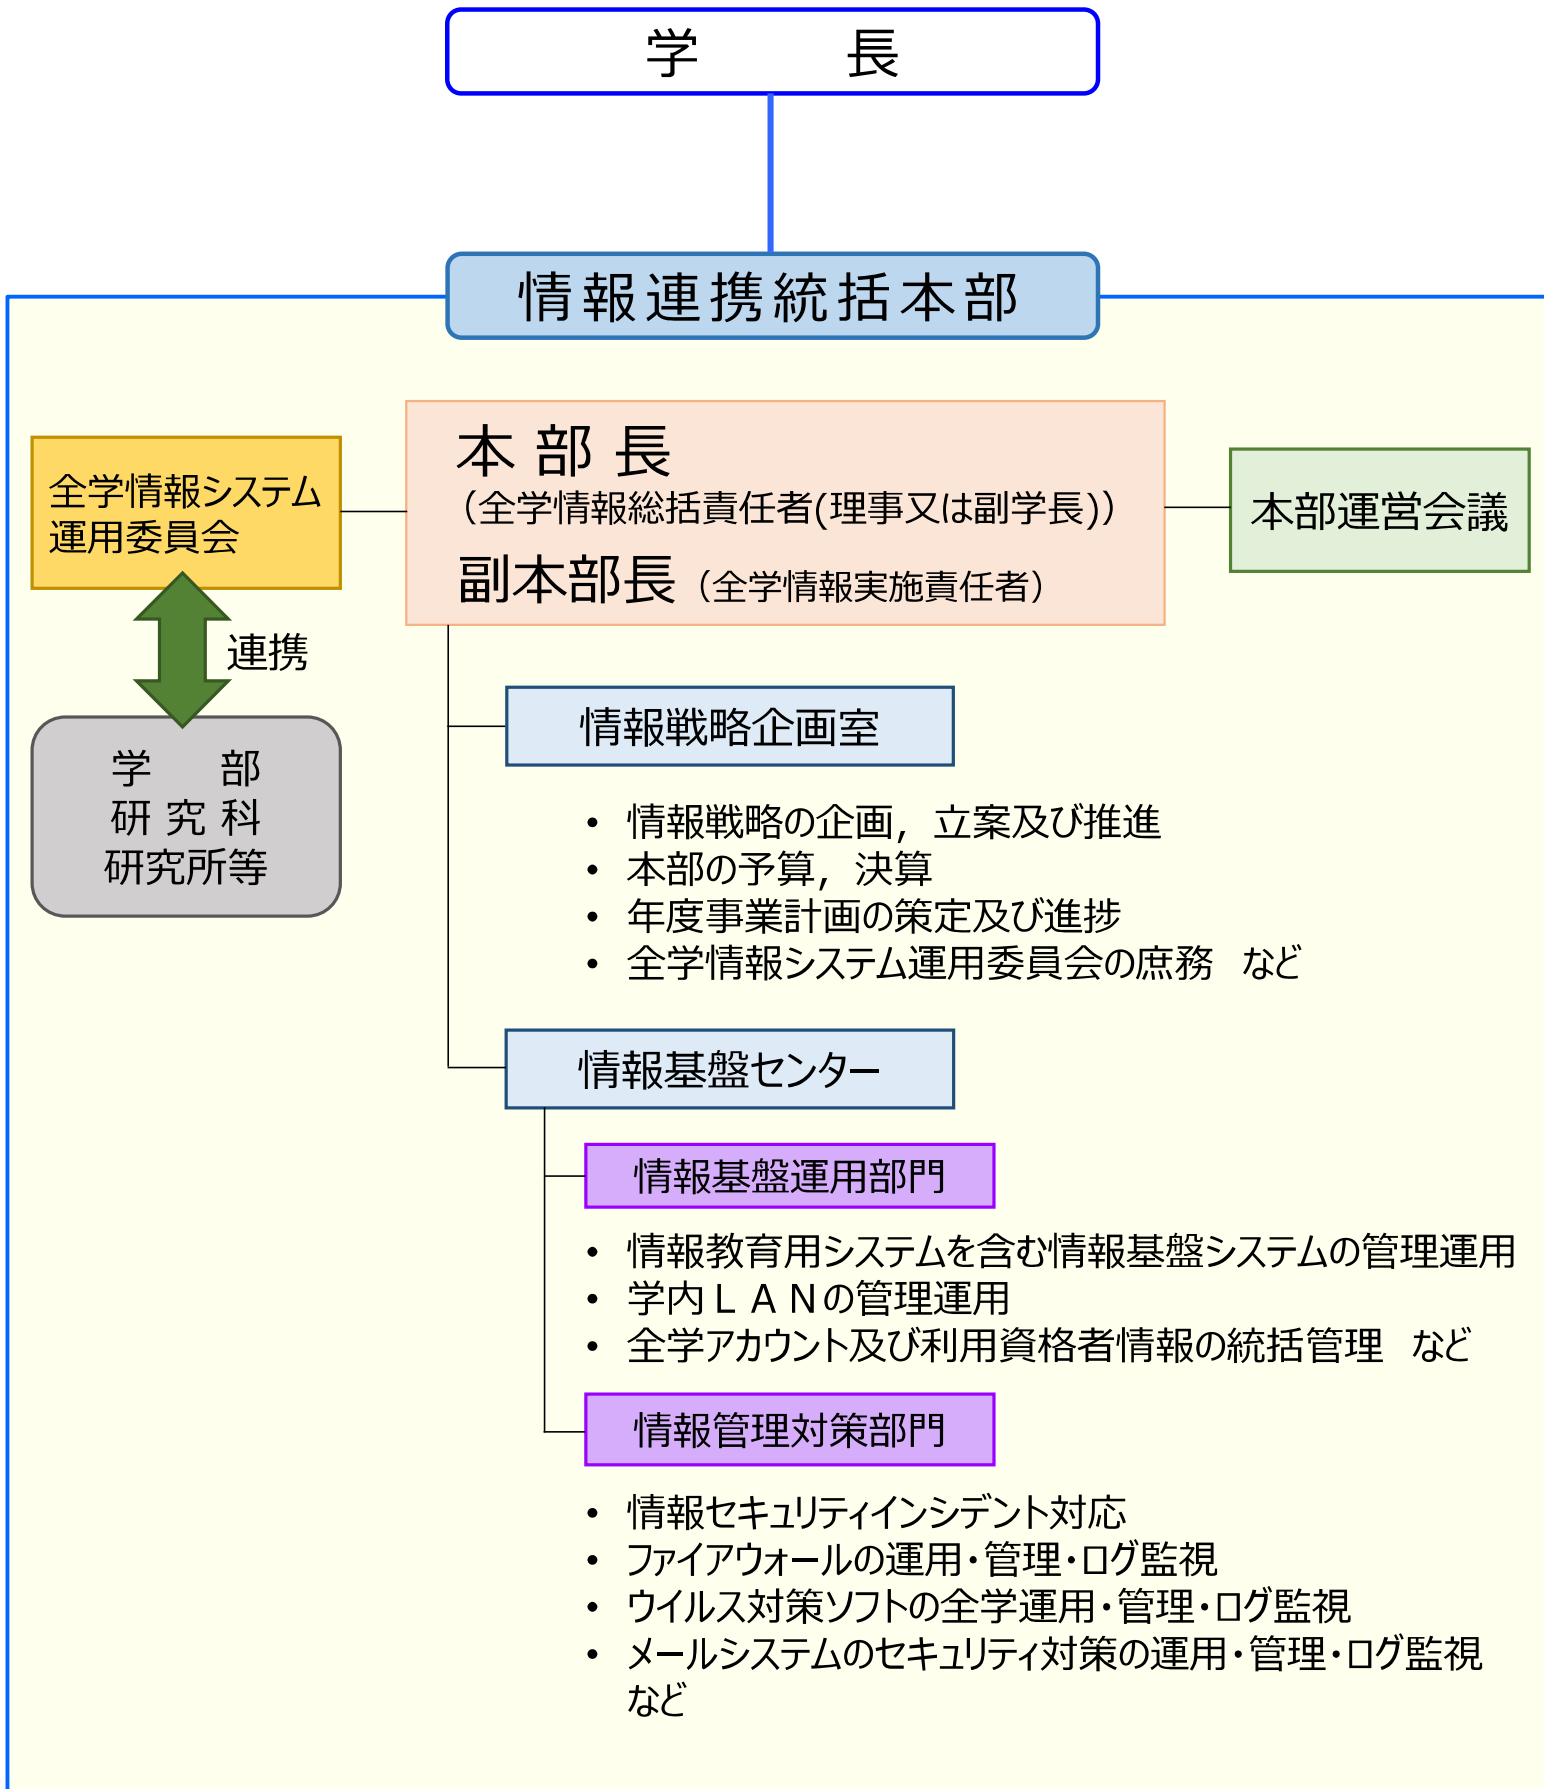 学　　　長
情報連携統括本部
全学情報システム
運用委員会
本 部 長
（全学情報総括責任者(理事又は副学長)）
副本部長（全学情報実施責任者）
本部運営会議
連携
学　　部
研 究 科
研究所等
情報戦略企画室
• 情報戦略の企画，立案及び推進
• 本部の予算，決算
• 年度事業計画の策定及び進捗
• 全学情報システム運用委員会の庶務　など
情報基盤センター
情報基盤運用部門
• 情報教育用システムを含む情報基盤システムの管理運用
• 学内ＬＡＮの管理運用
• 全学アカウント及び利用資格者情報の統括管理　など
情報管理対策部門
• 情報セキュリティインシデント対応
• ファイアウォールの運用・管理・ログ監視
• ウイルス対策ソフトの全学運用・管理・ログ監視
• メールシステムのセキュリティ対策の運用・管理・ログ監視
など